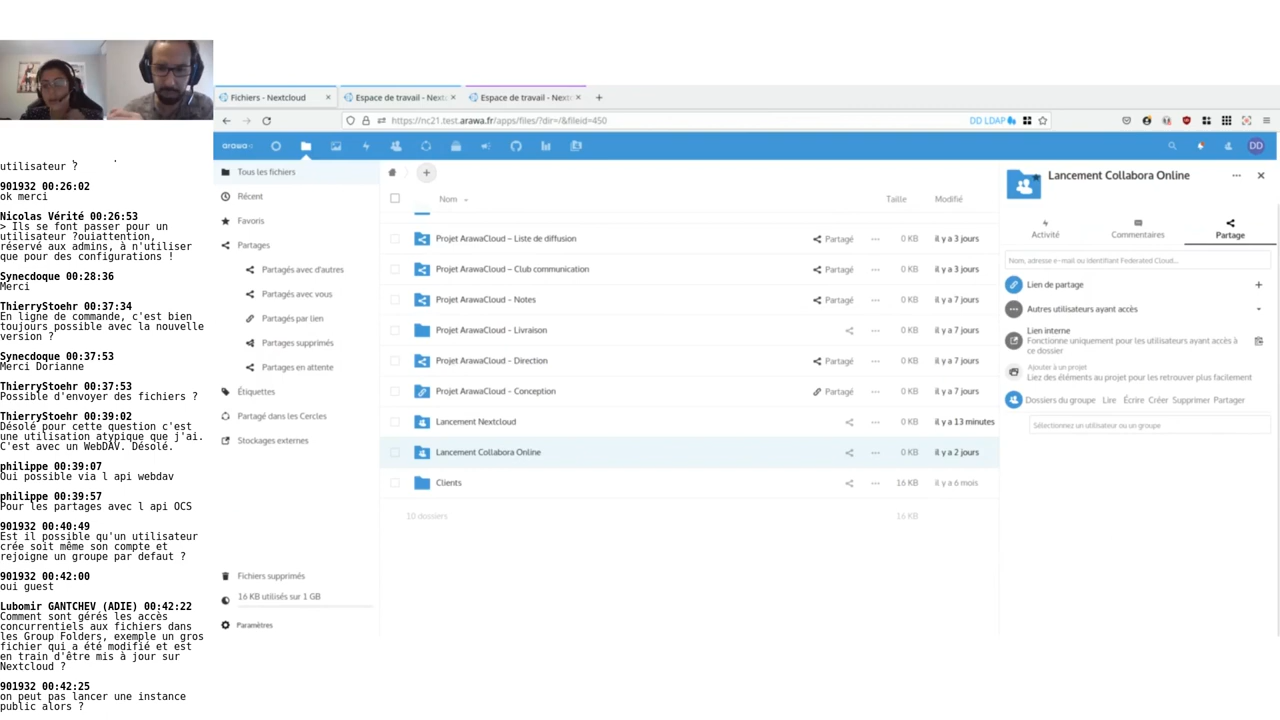 utilisateur ?
901932 00:26:02
ok merci
Nicolas Vérité 00:26:53
> Ils se font passer pour un
utilisateur ?ouiattention,
réservé aux admins, à n'utiliser
que pour des configurations !
Synecdoque 00:28:36
Merci
ThierryStoehr 00:37:34
En ligne de commande, c'est bien
toujours possible avec la nouvelle
version ?
Synecdoque 00:37:53
Merci Dorianne
ThierryStoehr 00:37:53
Possible d'envoyer des fichiers ?
ThierryStoehr 00:39:02
Désolé pour cette question c'est
une utilisation atypique que j'ai.
C'est avec un WebDAV. Désolé.
philippe 00:39:07
Oui possible via l api webdav
philippe 00:39:57
Pour les partages avec l api OCS
901932 00:40:49
Est il possible qu'un utilisateur
crée soit même son compte et
rejoigne un groupe par defaut ?
901932 00:42:00
oui guest
Lubomir GANTCHEV (ADIE) 00:42:22
Comment sont gérés les accès
concurrentiels aux fichiers dans
les Group Folders, exemple un gros
fichier qui a été modifié et est
en train d'être mis à jour sur
Nextcloud ?
901932 00:42:25
on peut pas lancer une instance
public alors ?
Fichiers - Nextcloud
Espace de travail - Next
Espace de travail - Next
https://nc21.test.arawa.fr/apps/files/?dir=/&fileid=450
DD LDAP
arawa
DD
Tous les fichiers
Récent
Favoris
Partages
Partagés avec d'autres
Partagés avec vous
Partagés par lien
Partages supprimés
Partages en attente
Étiquettes
Partagé dans les Cercles
Stockages externes
Fichiers supprimés
16 KB utilisés sur 1 GB
Paramètres
Nom Taille Modifié
Projet ArawaCloud – Liste de diffusion Partagé 0 KB il y a 3 jours
Projet ArawaCloud – Club communication Partagé 0 KB il y a 3 jours
Projet ArawaCloud – Notes Partagé 0 KB il y a 7 jours
Projet ArawaCloud – Livraison 0 KB il y a 7 jours
Projet ArawaCloud – Direction Partagé 0 KB il y a 7 jours
Projet ArawaCloud – Conception Partagé 0 KB il y a 7 jours
Lancement Nextcloud 0 KB il y a 13 minutes
Lancement Collabora Online 0 KB il y a 2 jours
Clients 16 KB il y a 6 mois
10 dossiers 16 KB
Lancement Collabora Online
Activité Commentaires Partage
Nom, adresse e-mail ou identifiant Federated Cloud...
Lien de partage
Autres utilisateurs ayant accès
Lien interne
Fonctionne uniquement pour les utilisateurs ayant accès à
ce dossier
Ajouter à un projet
Liez des éléments au projet pour les retrouver plus facilement
Dossiers du groupe Lire Écrire Créer Supprimer Partager
Sélectionnez un utilisateur ou un groupe